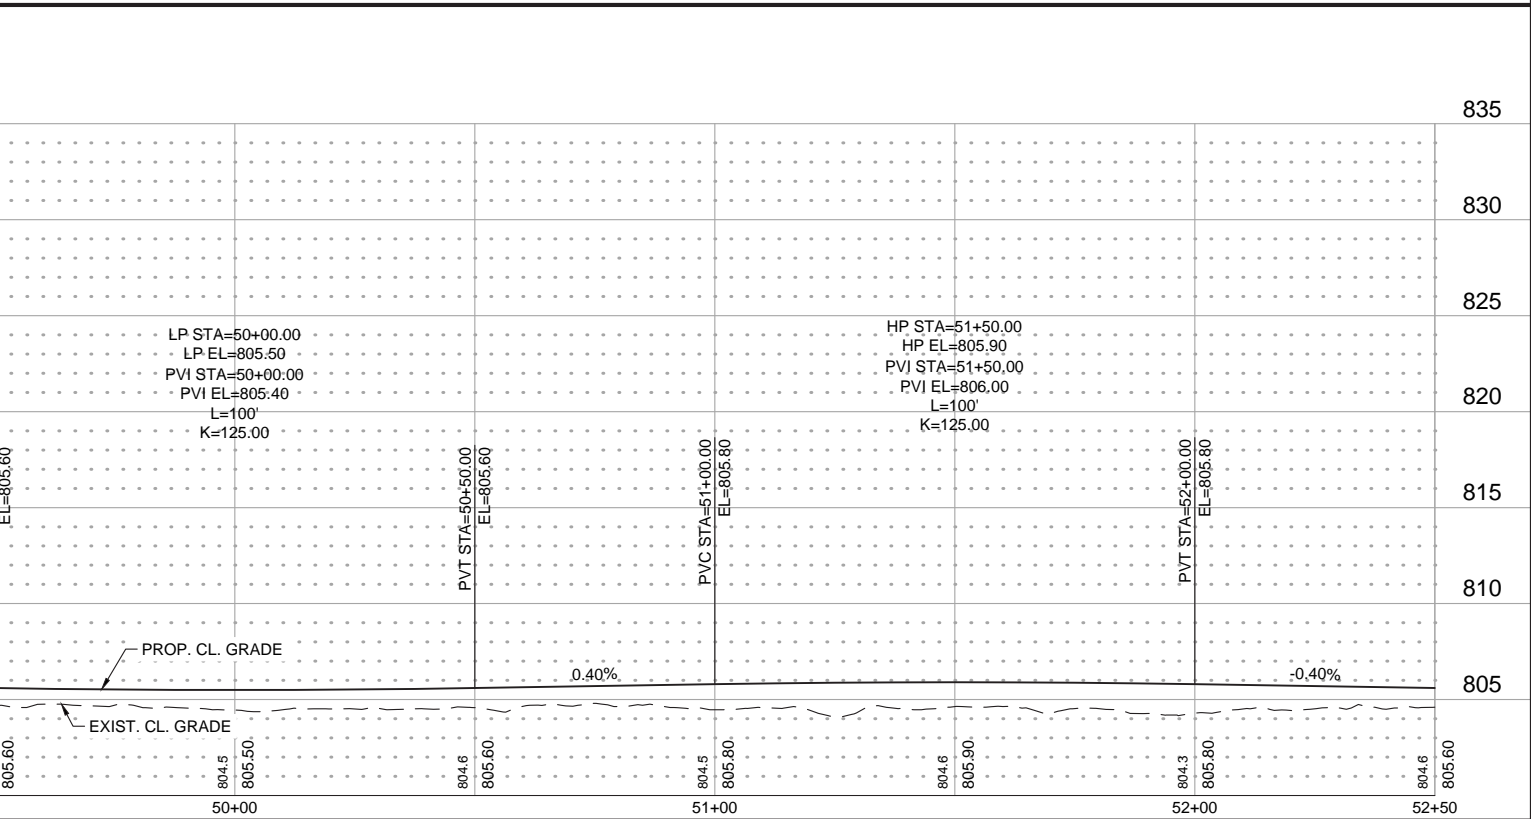 835
830
825
820
815
810
805
LP STA=50+00.00
LP EL=805.50
PVI STA=50+00.00
PVI EL=805.40
L=100'
K=125.00
HP STA=51+50.00
HP EL=805.90
PVI STA=51+50.00
PVI EL=806.00
L=100'
K=125.00
EL=805.60
PVT STA=50+50.00
EL=805.60
PVC STA=51+00.00
EL=805.80
PVT STA=52+00.00
EL=805.80
PROP. CL. GRADE
0.40%
-0.40%
EXIST. CL. GRADE
805.60
804.5
805.50
804.6
805.60
804.5
805.80
804.6
805.90
804.3
805.80
804.6
805.60
50+00
51+00
52+00
52+50